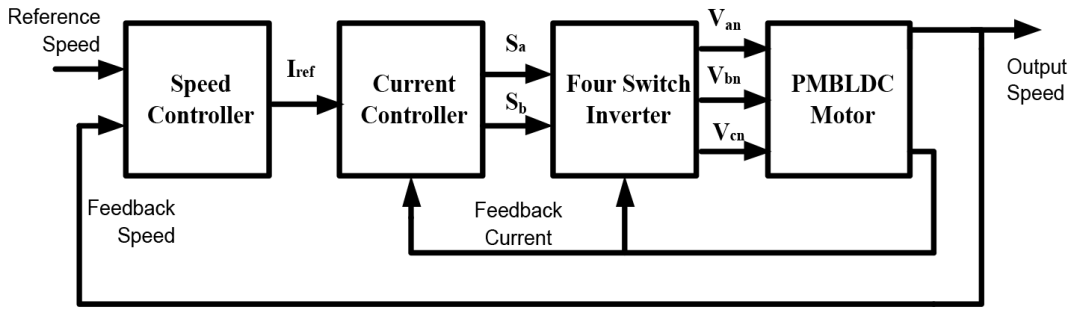 Reference
Speed
Speed
Controller
Iref
Current
Controller
Sa
Sb
Four Switch
Inverter
Van
Vbn
Vcn
PMBLDC
Motor
Output
Speed
Feedback
Speed
Feedback
Current